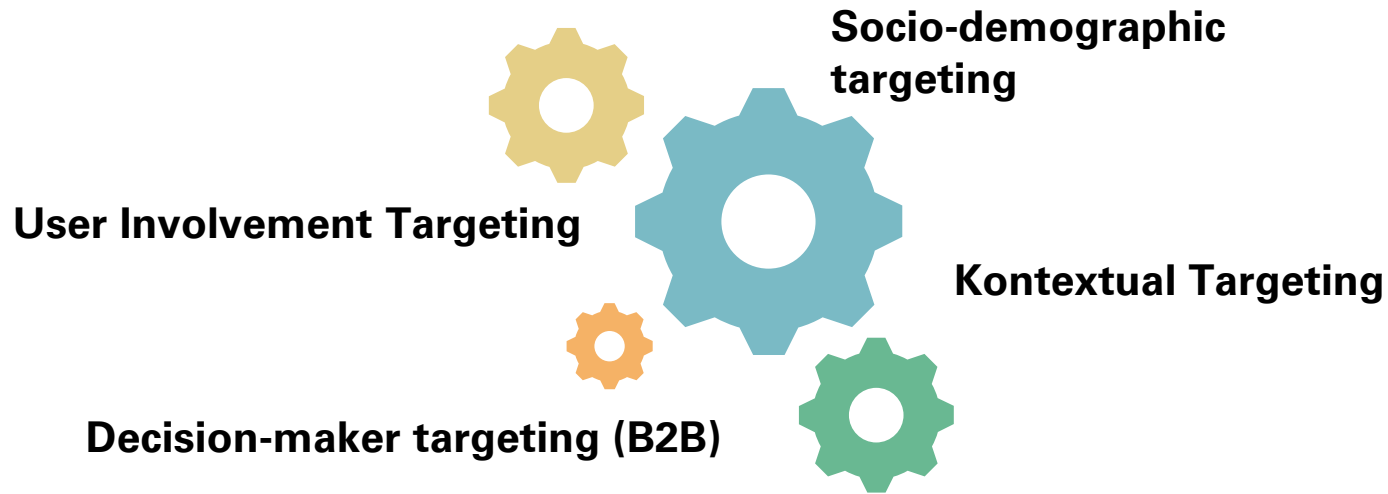 Socio-demographic
targeting
User Involvement Targeting
Kontextual Targeting
Decision-maker targeting (B2B)